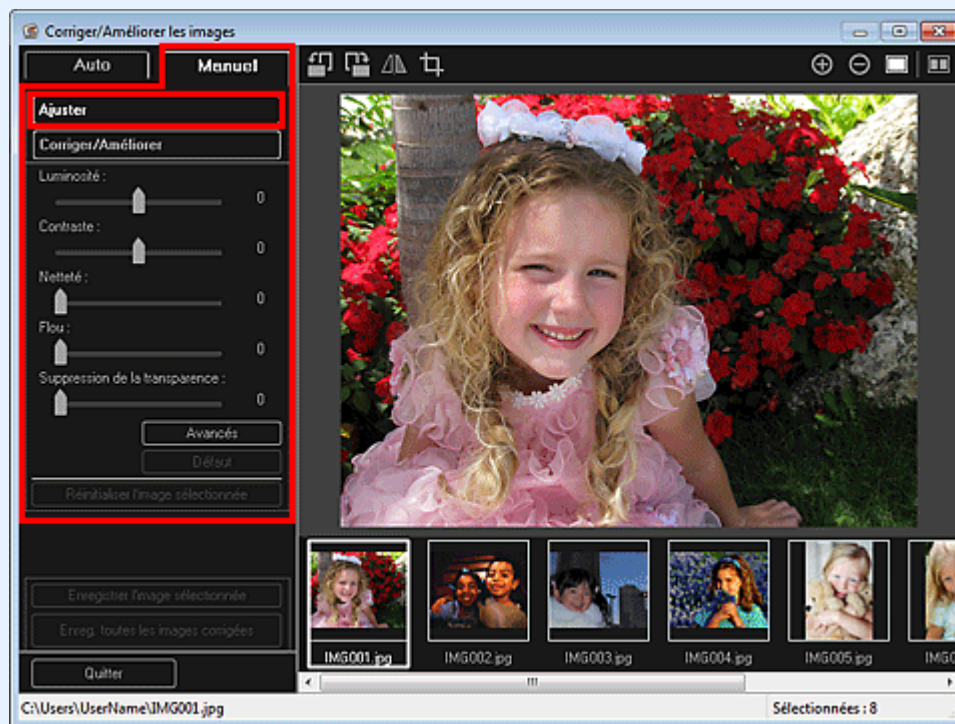 Corriger/Améliorer les images
Auto
Manuel
Ajuster
Corriger/Améliorer
Luminosité :
0
Contraste :
0
Netteté :
0
Flou :
0
Suppression de la transparence :
0
Avancés
Défaut
Réinitialiser l'image sélectionnée
Enregistrer l'image sélectionnée
Enreg. toutes les images corrigées
Quitter
IMG001.jpg
IMG002.jpg
IMG003.jpg
IMG004.jpg
IMG005.jpg
C:\Users\UserName\IMG001.jpg
Sélectionnées : 8